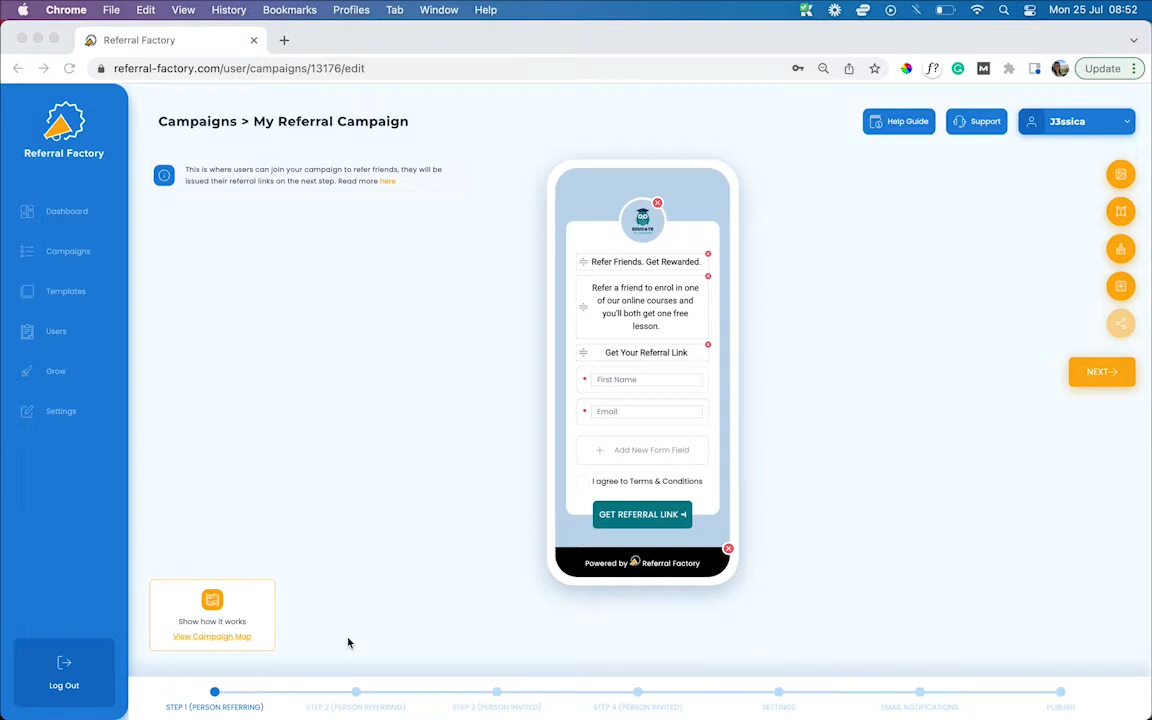 Chrome File Edit View History Bookmarks Profiles Tab Window Help Mon 25 Jul 08:52
Referral Factory
referral-factory.com/user/campaigns/13176/edit
Update
Referral Factory
Campaigns > My Referral Campaign
Help Guide
Support
J3ssica
This is where users can join your campaign to refer friends, they will be
issued their referral links on the next step. Read more here
Dashboard
Campaigns
Templates
Users
Grow
Settings
Log Out
EDUCATE
Refer Friends. Get Rewarded.
Refer a friend to enrol in one
of our online courses and
you'll both get one free
lesson.
Get Your Referral Link
* First Name
* Email
+ Add New Form Field
I agree to Terms & Conditions
GET REFERRAL LINK
Powered by Referral Factory
NEXT
Show how it works
View Campaign Map
STEP 1 (PERSON REFERRING)
STEP 2 (PERSON REFERRING)
STEP 3 (PERSON INVITED)
STEP 4 (PERSON INVITED)
SETTINGS
EMAIL NOTIFICATIONS
PUBLISH